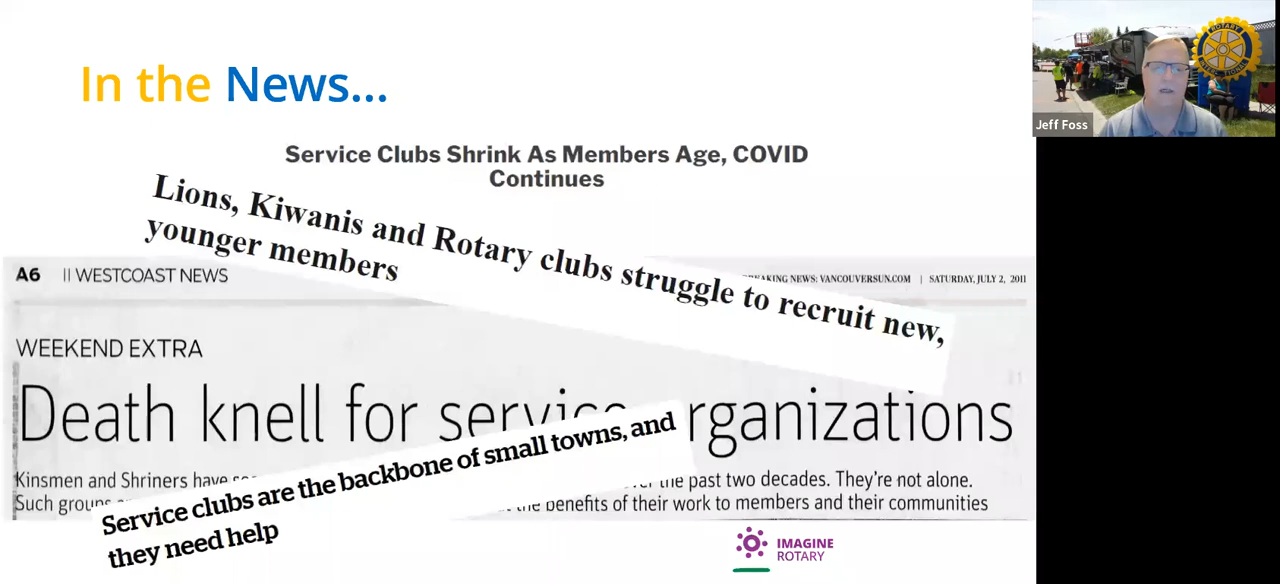 In the News...
ROTARY
Jeff Foss
Service Clubs Shrink As Members Age, COVID
Continues
Lions, Kiwanis and Rotary clubs struggle to recruit new,
younger members
A6 || WESTCOAST NEWS
NEWS: VANCOUVERSUN.COM | SATURDAY, JULY 2, 2011
WEEKEND EXTRA
Death knell for service rganizations
Kinsmen and Shriners have
the past two decades. They're not alone.
Such groups
the benefits of their work to members and their communities
Service clubs are the backbone of small towns, and
they need help
IMAGINE
ROTARY